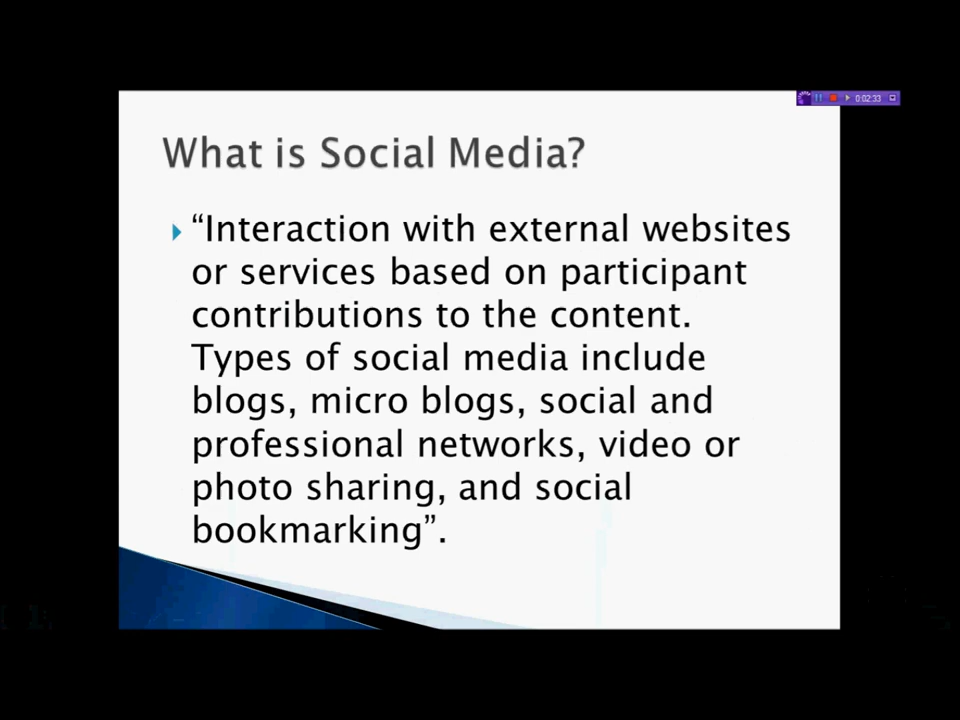 0:02:33
What is Social Media?
“Interaction with external websites
or services based on participant
contributions to the content.
Types of social media include
blogs, micro blogs, social and
professional networks, video or
photo sharing, and social
bookmarking”.